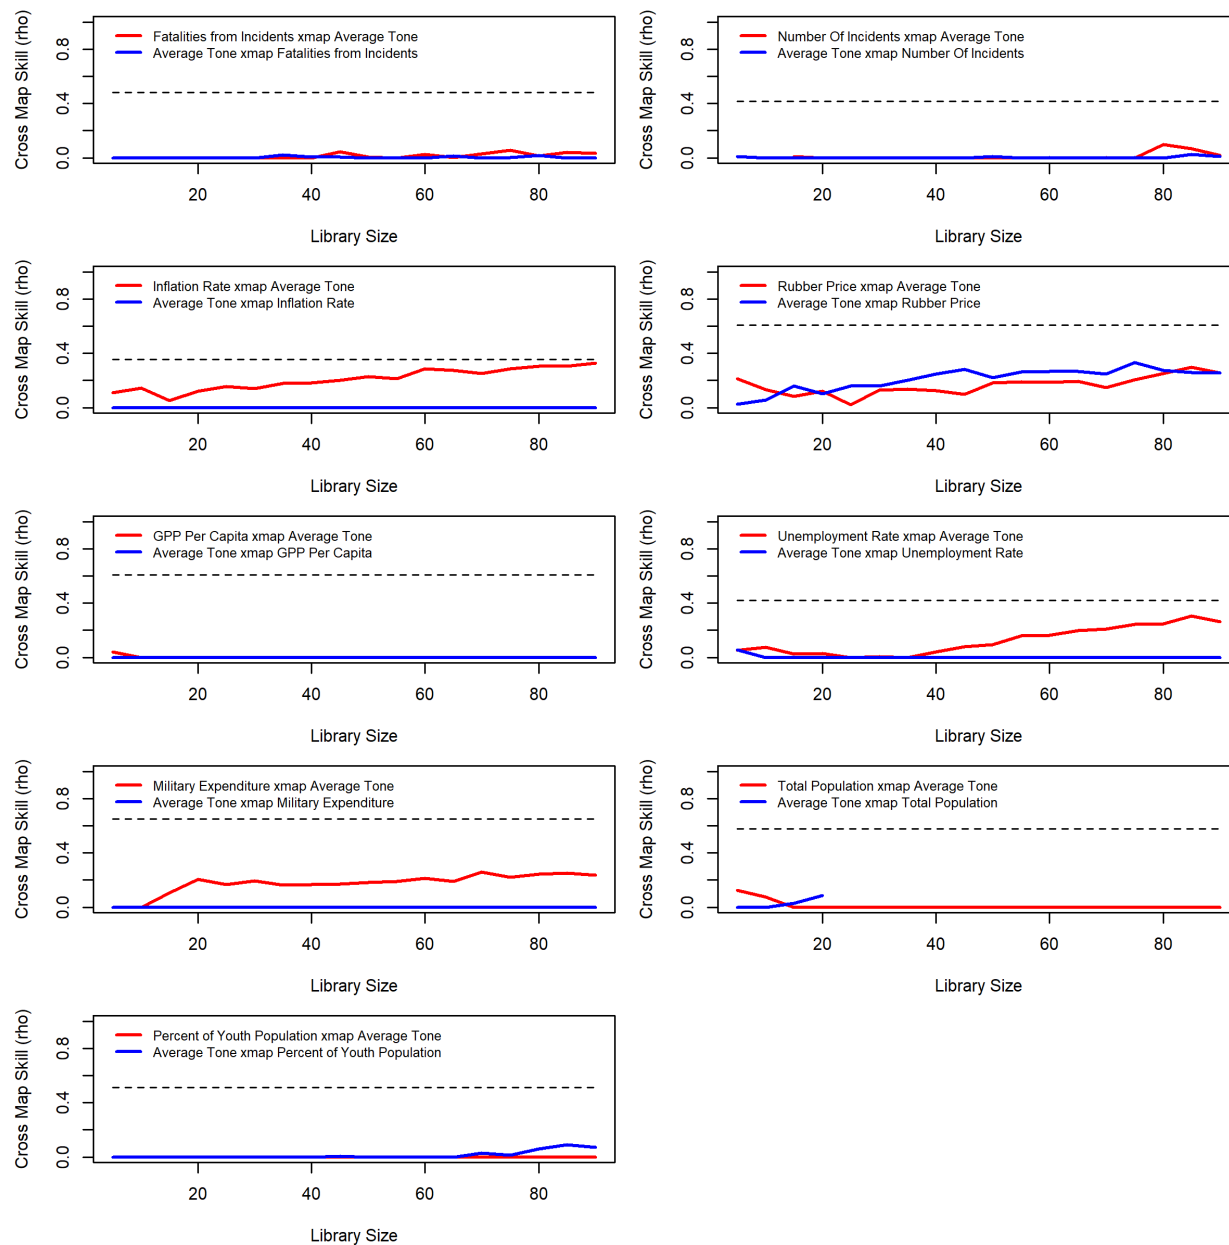 Cross Map Skill (rho)
0.8
0.4
0.0
Fatalities from Incidents xmap Average Tone
Average Tone xmap Fatalities from Incidents
20 40 60 80
Library Size
Cross Map Skill (rho)
0.8
0.4
0.0
Number Of Incidents xmap Average Tone
Average Tone xmap Number Of Incidents
20 40 60 80
Library Size
Cross Map Skill (rho)
0.8
0.4
0.0
Inflation Rate xmap Average Tone
Average Tone xmap Inflation Rate
20 40 60 80
Library Size
Cross Map Skill (rho)
0.8
0.4
0.0
Rubber Price xmap Average Tone
Average Tone xmap Rubber Price
20 40 60 80
Library Size
Cross Map Skill (rho)
0.8
0.4
0.0
GPP Per Capita xmap Average Tone
Average Tone xmap GPP Per Capita
20 40 60 80
Library Size
Cross Map Skill (rho)
0.8
0.4
0.0
Unemployment Rate xmap Average Tone
Average Tone xmap Unemployment Rate
20 40 60 80
Library Size
Cross Map Skill (rho)
0.8
0.4
0.0
Military Expenditure xmap Average Tone
Average Tone xmap Military Expenditure
20 40 60 80
Library Size
Cross Map Skill (rho)
0.8
0.4
0.0
Total Population xmap Average Tone
Average Tone xmap Total Population
20 40 60 80
Library Size
Cross Map Skill (rho)
0.8
0.4
0.0
Percent of Youth Population xmap Average Tone
Average Tone xmap Percent of Youth Population
20 40 60 80
Library Size